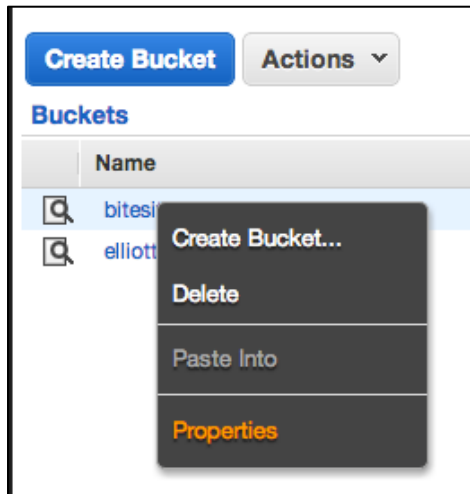 Create Bucket Actions
Buckets
Name
Create Bucket...
Delete
Paste Into
Properties